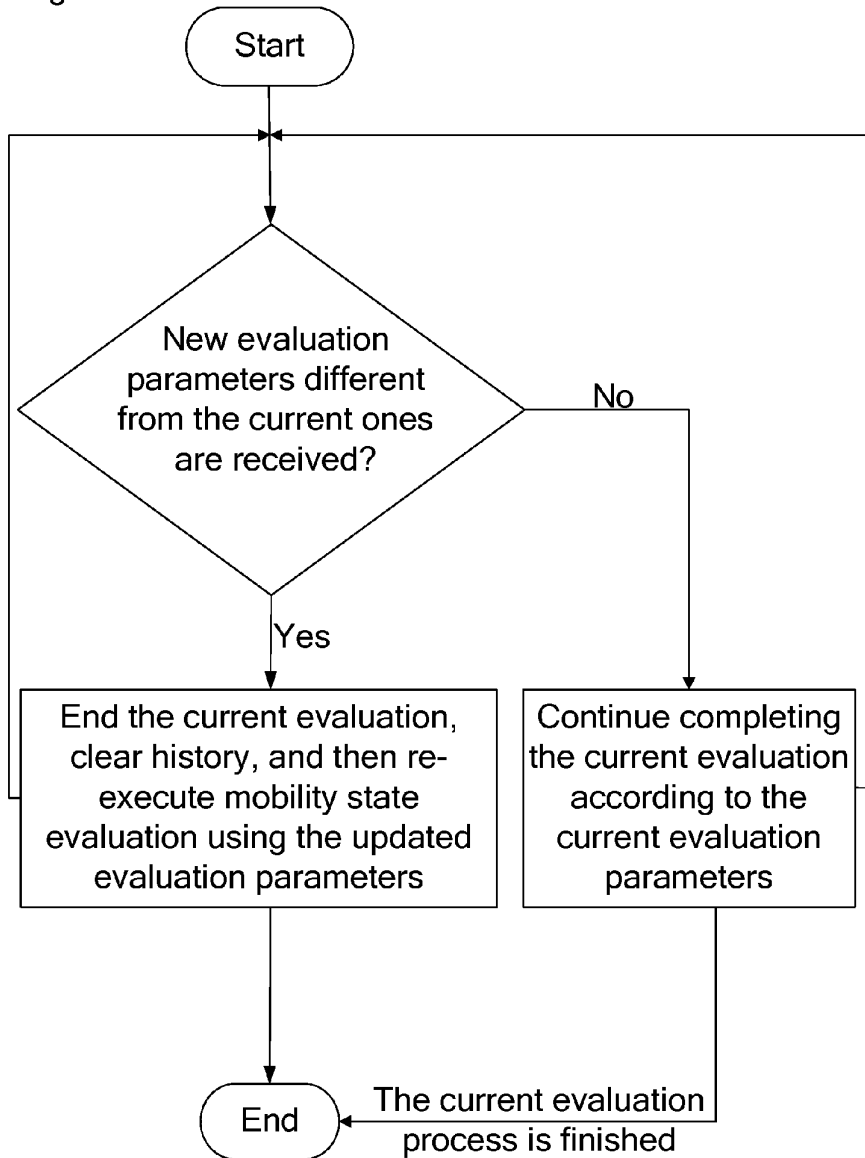 Start
New evaluation
parameters different
from the current ones
are received?
No
Yes
End the current evaluation,
clear history, and then re-
execute mobility state
evaluation using the updated
evaluation parameters
Continue completing
the current evaluation
according to the
current evaluation
parameters
The current evaluation
process is finished
End